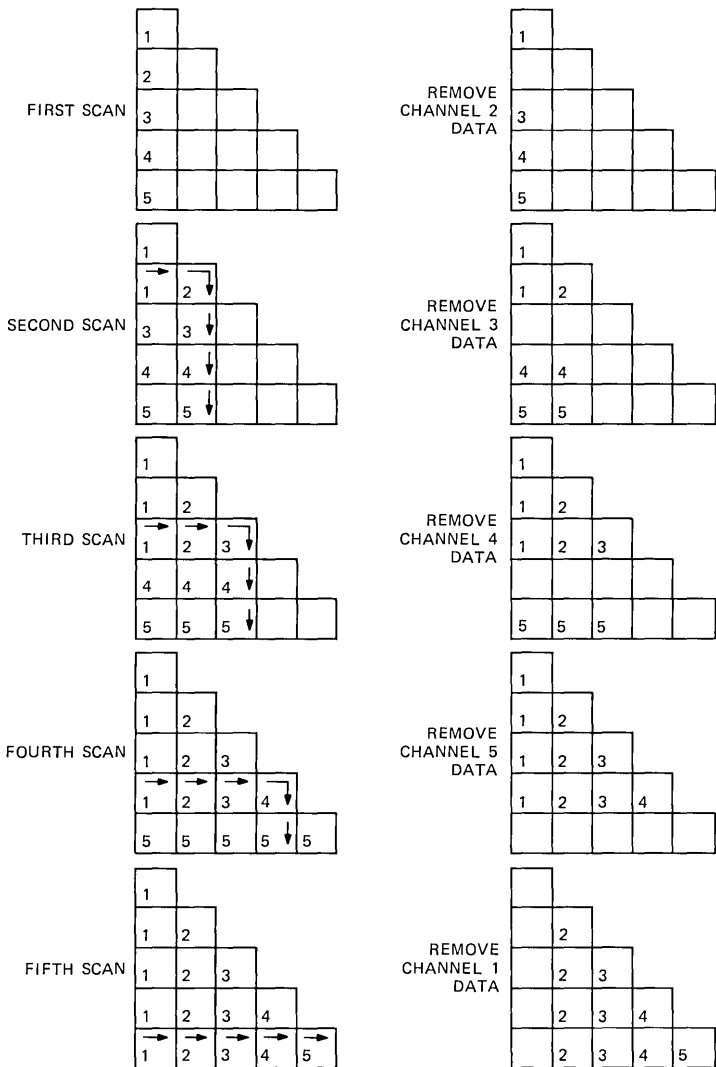 1
2
FIRST SCAN 3
4
5
1
REMOVE
CHANNEL 2
DATA
3
4
5
1
1 2
SECOND SCAN 3 3
4 4
5 5
1
1 2
REMOVE
CHANNEL 3
DATA
4 4
5 5
1
1 2
THIRD SCAN 1 2 3
4 4 4
5 5 5
1
1 2
REMOVE
CHANNEL 4
DATA
1 2 3
5 5 5
1
1 2
FOURTH SCAN 1 2 3
1 2 3 4
5 5 5 5 5
1
1 2
REMOVE
CHANNEL 5
DATA
1 2 3
1 2 3 4
1
1 2
FIFTH SCAN 1 2 3
1 2 3 4
1 2 3 4 5
2
REMOVE
CHANNEL 1
DATA
2 3
2 3 4
2 3 4 5